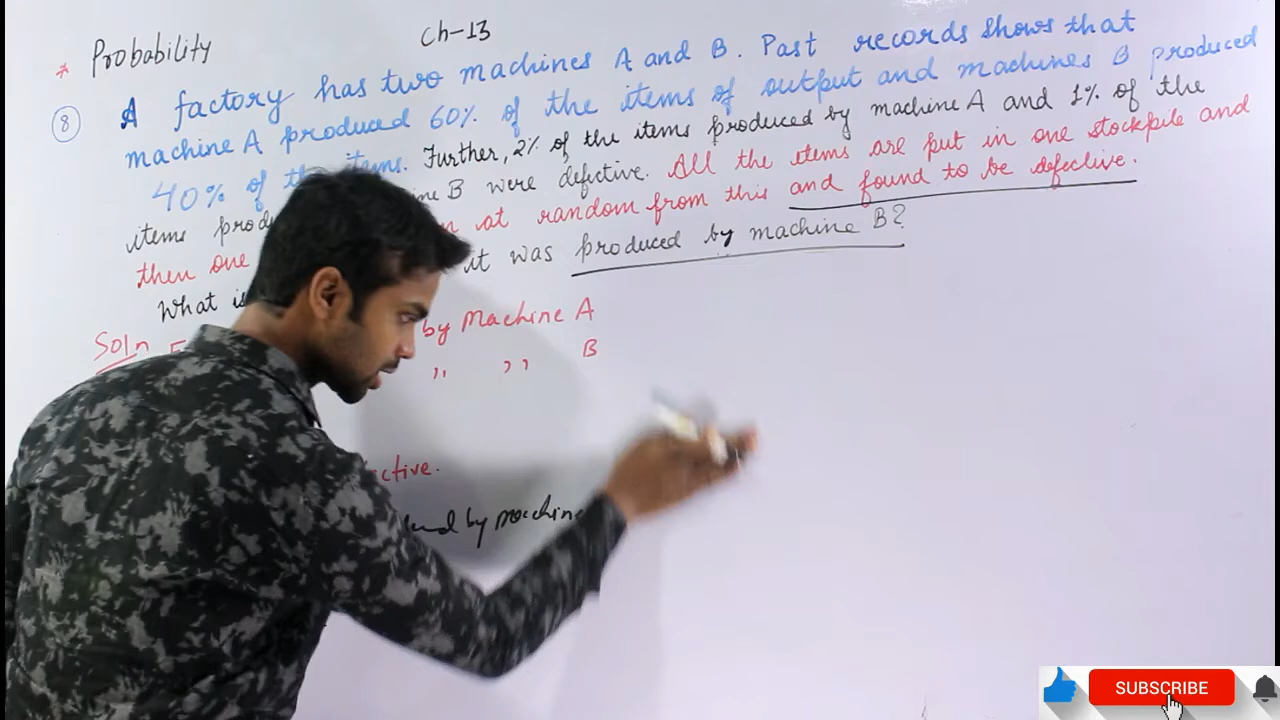 Ch-13
* Probability
8 A factory has two machines A and B. Past records shows that
machine A produced 60% of the items of output and machines B produced
40% of the items. Further, 2% of the items produced by machine A and 1% of the
items prod ne B were defective. All the items are put in one stockpile and
then one n at random from this and found to be defective.
What is it was produced by machine B?
Soln by Machine A
,, ,, B
ctive.
by machine
SUBSCRIBE